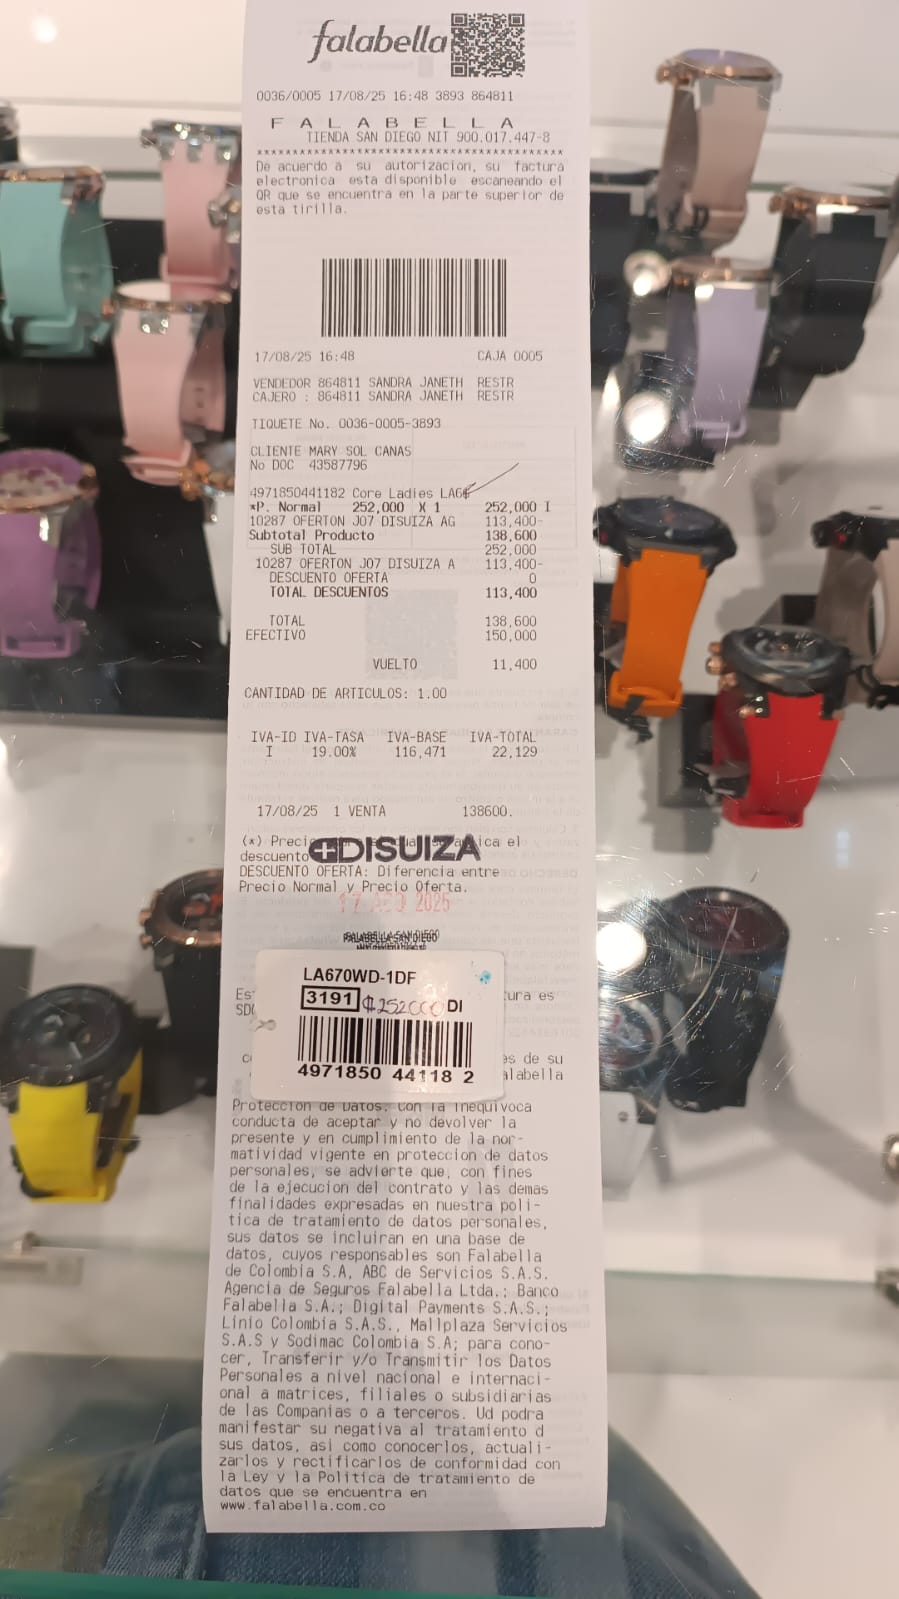 falabella
0036/0005 17/08/25 16:48 3893 864811
F A L A B E L L A
TIENDA SAN DIEGO NIT 900.017.447-8
De acuerdo a su autorizacion, su factura
electronica esta disponible escaneando el
QR que se encuentra en la parte superior de
esta tirilla.
17/08/25 16:48 CAJA 0005
VENDEDOR 864811 SANDRA JANETH RESTR
CAJERO : 864811 SANDRA JANETH RESTR
TIQUETE No. 0036-0005-3893
CLIENTE MARY SOL CANAS
No DOC 43587796
4971850441182 Core Ladies LA6
*P. Normal 252,000 X 1 252,000 I
10287 OFERTON J07 DISUIZA AG 113,400-
Subtotal Producto 138,600
SUB TOTAL 252,000
10287 OFERTON J07 DISUIZA A 113,400-
DESCUENTO OFERTA 0
TOTAL DESCUENTOS 113,400
TOTAL 138,600
EFECTIVO 150,000
VUELTO 11,400
CANTIDAD DE ARTICULOS: 1.00
IVA-ID IVA-TASA IVA-BASE IVA-TOTAL
I 19.00% 116,471 22,129
17/08/25 1 VENTA 138600.
(*) Precio el
descuento DISUIZA
DESCUENTO OFERTA: Diferencia entre
Precio Normal y Precio Oferta.
17 AGO 2025
FALABELLA SAN DIEGO
LA670WD-1DF
3191 $252000 DI
4971850 44118 2
es de su
alabella
Proteccion de Datos: Con la inequivoca
conducta de aceptar y no devolver la
presente y en cumplimiento de la nor-
matividad vigente en proteccion de datos
personales, se advierte que, con fines
de la ejecucion del contrato y las demas
finalidades expresadas en nuestra poli-
tica de tratamiento de datos personales,
sus datos se incluiran en una base de
datos, cuyos responsables son Falabella
de Colombia S.A, ABC de Servicios S.A.S.
Agencia de Seguros Falabella Ltda.; Banco
Falabella S.A.; Digital Payments S.A.S.;
Linio Colombia S.A.S., Mallplaza Servicios
S.A.S y Sodimac Colombia S.A; para cono-
cer, Transferir y/o Transmitir los Datos
Personales a nivel nacional e internaci-
onal a matrices, filiales o subsidiarias
de las Companias o a terceros. Ud podra
manifestar su negativa al tratamiento d
sus datos, asi como conocerlos, actuali-
zarlos y rectificarlos de conformidad con
la Ley y la Politica de tratamiento de
datos que se encuentra en
www.falabella.com.co